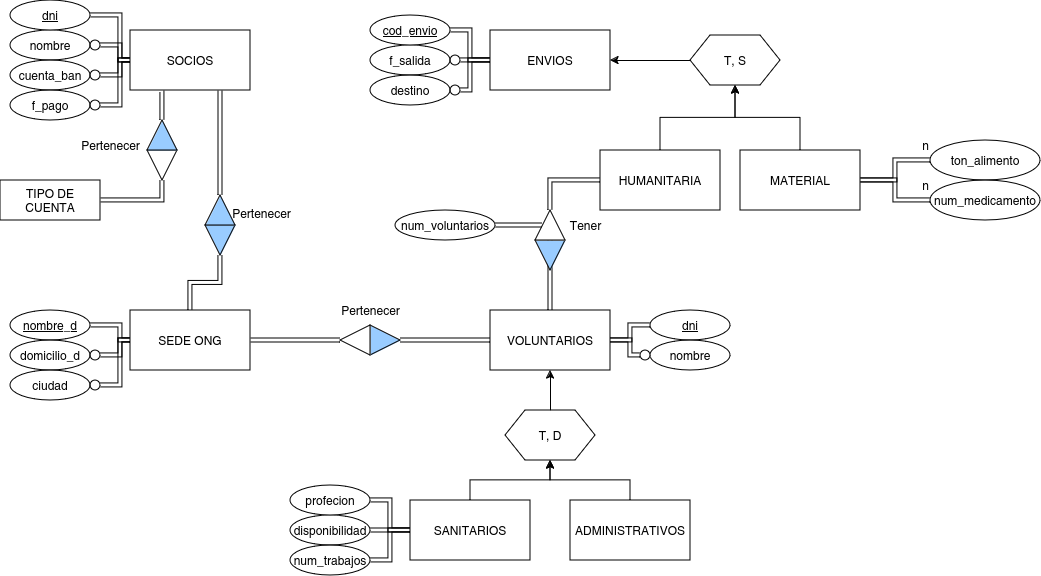 dni
nombre
cuenta_ban
f_pago
SOCIOS
cod_envio
f_salida
destino
ENVIOS
T, S
Pertenecer
TIPO DE
CUENTA
Pertenecer
HUMANITARIA
MATERIAL
n
ton_alimento
n
num_medicamento
num_voluntarios
Tener
nombre_d
domicilio_d
ciudad
SEDE ONG
Pertenecer
VOLUNTARIOS
dni
nombre
T, D
profecion
disponibilidad
num_trabajos
SANITARIOS
ADMINISTRATIVOS